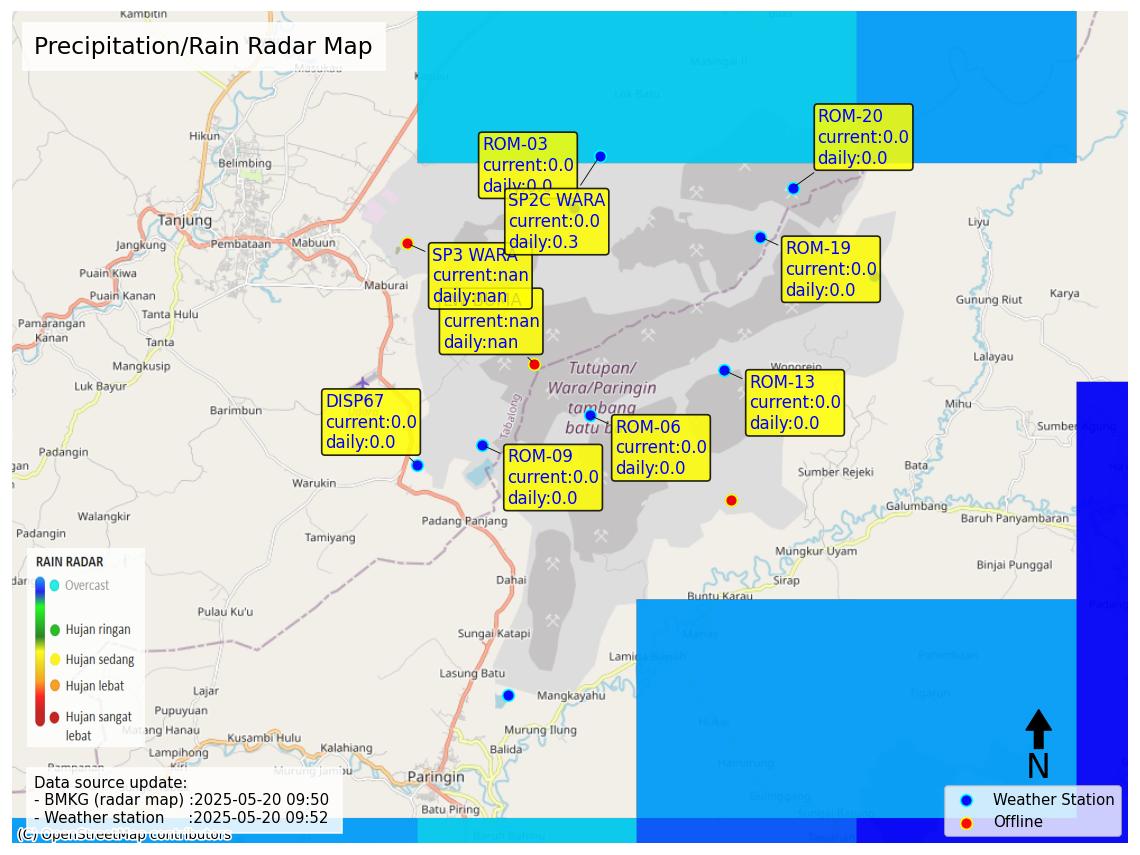 Kambitin
Precipitation/Rain Radar Map
Masukau
Kapar
Masingai II
Lok Batu
Hikun
Belimbing
ROM-20
current:0.0
daily:0.0
ROM-03
current:0.0
daily:0.0
SP2C WARA
current:0.0
daily:0.3
Tanjung
Jangkung
Pembataan
Mabuun
Liyu
SP3 WARA
current:nan
daily:nan
ROM-19
current:0.0
daily:0.0
Puain Kiwa
Puain Kanan
Maburai
Tanta Hulu
current:nan
daily:nan
Gunung Riut
Karya
Pamarangan
Kanan
Tanta
Mangkusip
Luk Bayur
Lalayau
Tutupan/
Wara/Paringin
tambang
batu b
Wonorejo
ROM-13
current:0.0
daily:0.0
Barimbun
DISP67
current:0.0
daily:0.0
Tabalong
ROM-06
current:0.0
daily:0.0
Mihu
Sumber Agung
Padangin
ROM-09
current:0.0
daily:0.0
Warukin
Sumber Rejeki
Bata
Galumbang
Baruh Panyambaran
Walangkir
Padangin
Tamiyang
Padang Panjang
Mungkur Uyam
Binjai Punggal
Sirap
Dahai
Buntu Karau
RAIN RADAR
Overcast
Hujan ringan
Hujan sedang
Hujan lebat
Hujan sangat
lebat
Pulau Ku'u
Sungai Katapi
Lasung Batu
Mangkayahu
Murung Ilung
Lajar
Pupuyuan
Matang Hanau
Lampihong
Kusambi Hulu
Kalahiang
Kiri
Murung Jambu
Balida
Paringin
Batu Piring
N
Data source update:
- BMKG (radar map) :2025-05-20 09:50
- Weather station :2025-05-20 09:52
Weather Station
Offline
(C) OpenStreetMap contributors